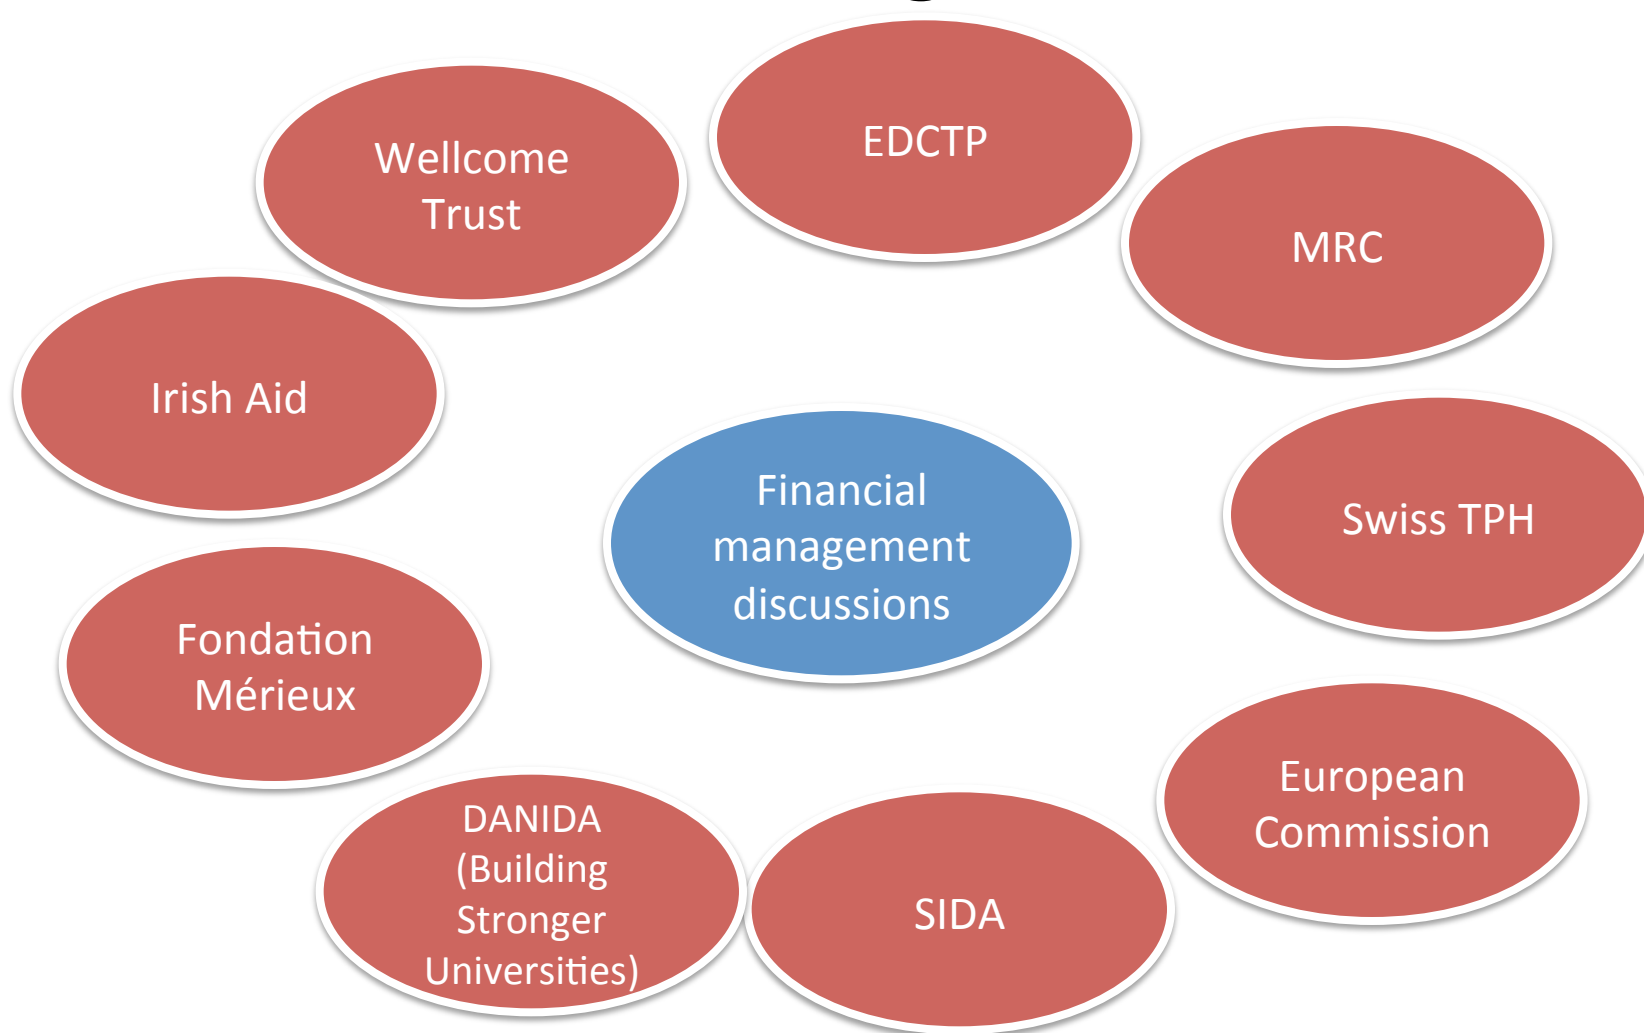 EDCTP
Wellcome
Trust
MRC
Irish Aid
Financial
management
discussions
Swiss TPH
Fondation
Mérieux
European
Commission
DANIDA
(Building
Stronger
Universities)
SIDA